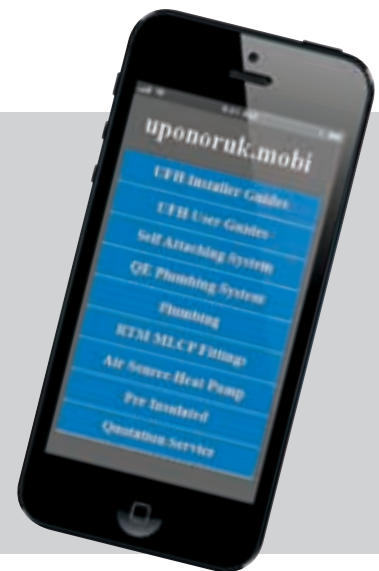 uponoruk.mobi
UFH Installer Guides
UFH User Guides
Self Attaching System
QE Plumbing System
Plumbing
RTM MLCP Fittings
Air Source Heat Pump
Pre Insulated
Quotation Service